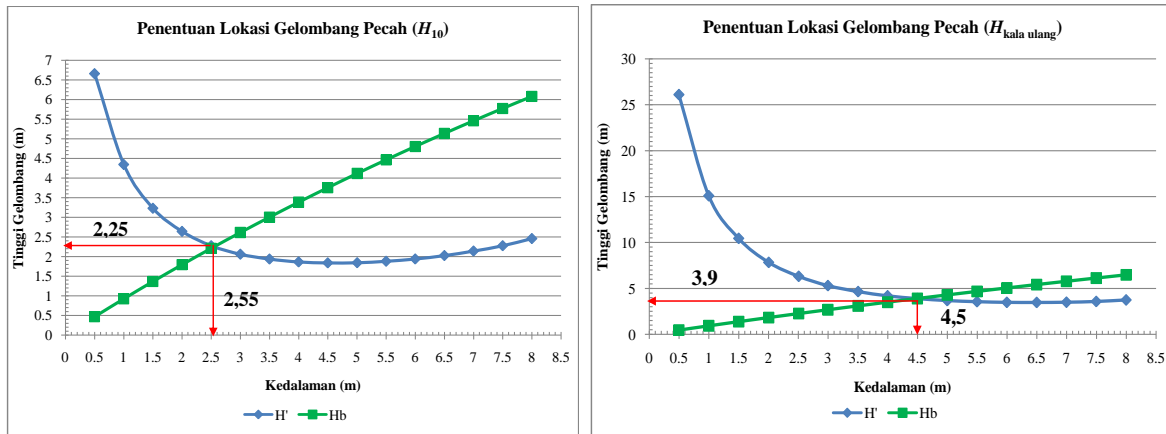 Penentuan Lokasi Gelombang Pecah (H10)
Tinggi Gelombang (m)
7
6.5
6
5.5
5
4.5
4
3.5
3
2.5
2
1.5
1
0.5
0
2,25
2,55
0 0.5 1 1.5 2 2.5 3 3.5 4 4.5 5 5.5 6 6.5 7 7.5 8 8.5
Kedalaman (m)
H' Hb
Penentuan Lokasi Gelombang Pecah (Hkala ulang)
Tinggi Gelombang (m)
30
25
20
15
10
5
0
3,9
4,5
0 0.5 1 1.5 2 2.5 3 3.5 4 4.5 5 5.5 6 6.5 7 7.5 8 8.5
Kedalaman (m)
H' Hb